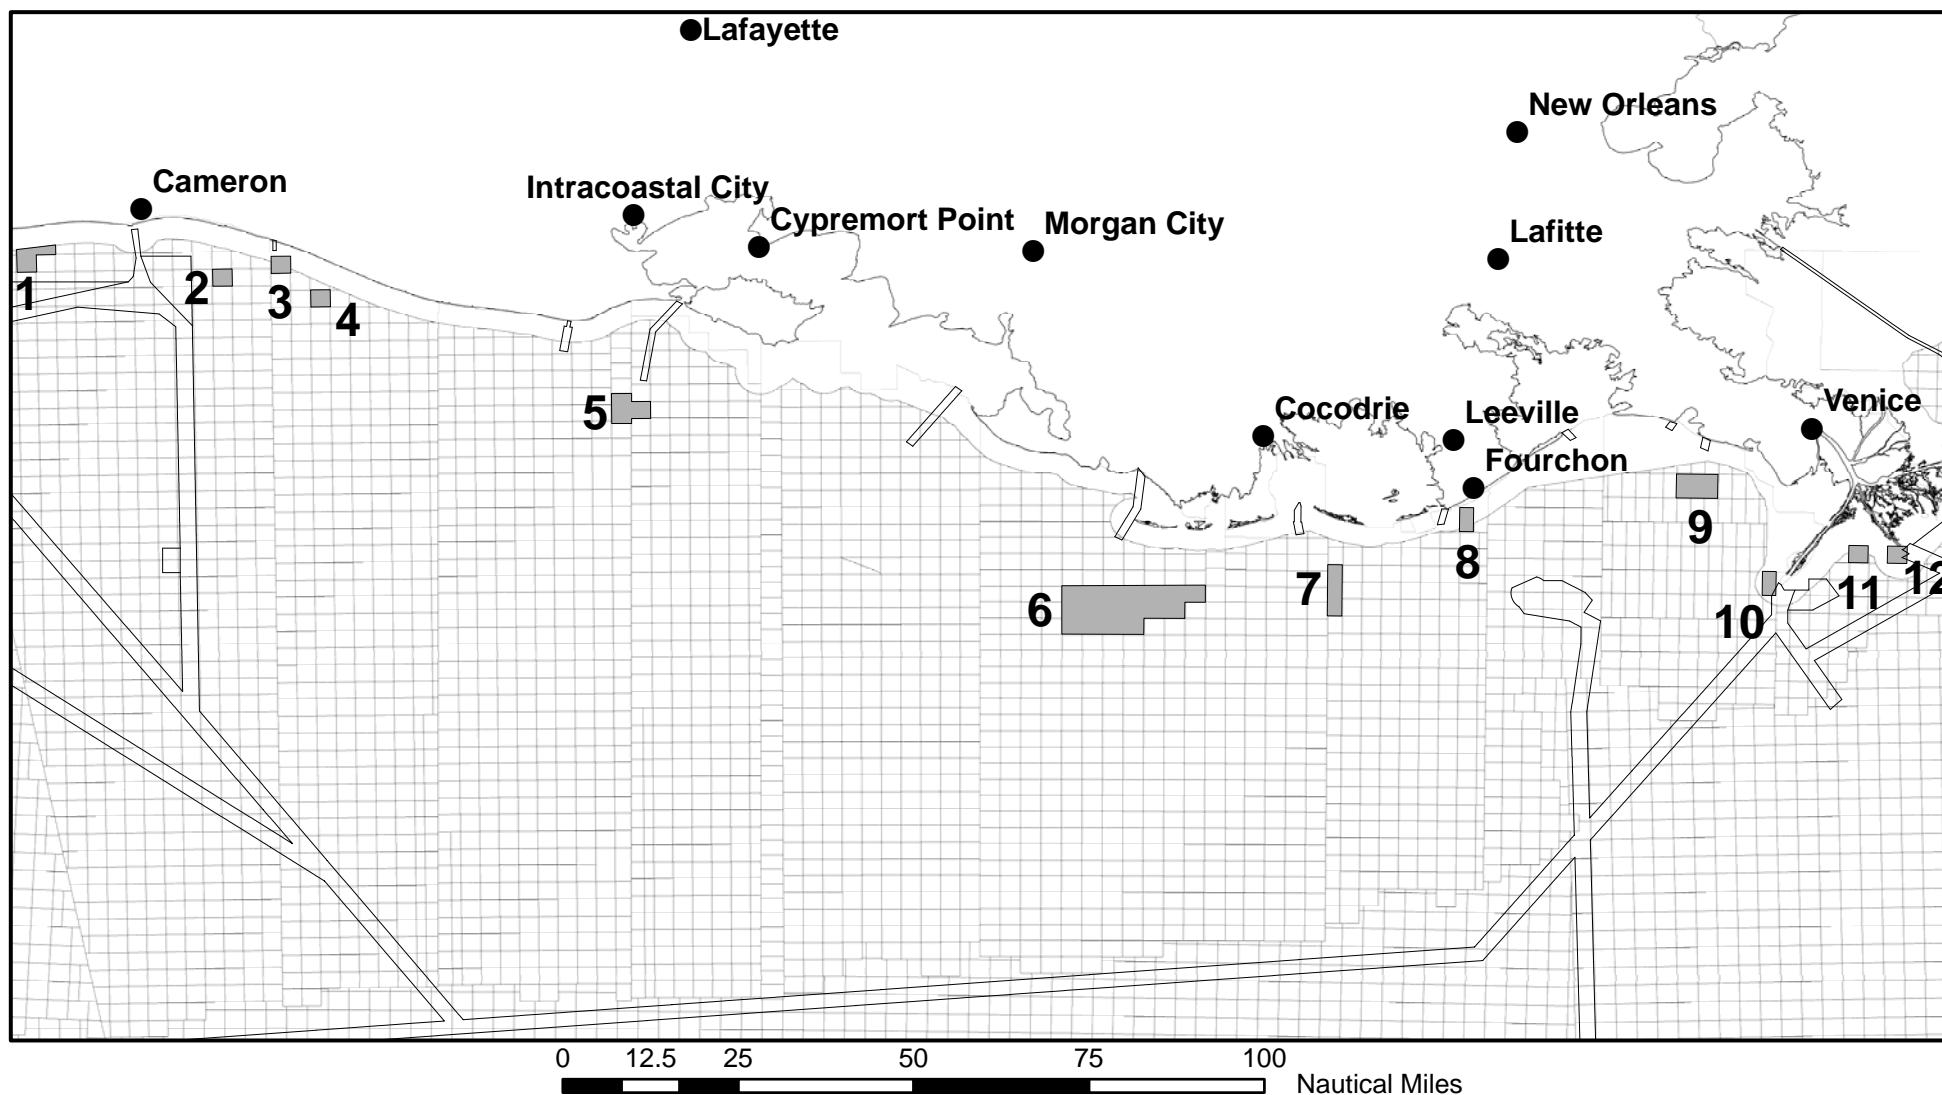 Lafayette
New Orleans
Cameron
Intracoastal City
Cypremort Point
Morgan City
Lafitte
1
2
3
4
5
Cocodrie
Leeville
Venice
Fourchon
6
7
8
9
10
11
12
0 12.5 25 50 75 100
Nautical Miles